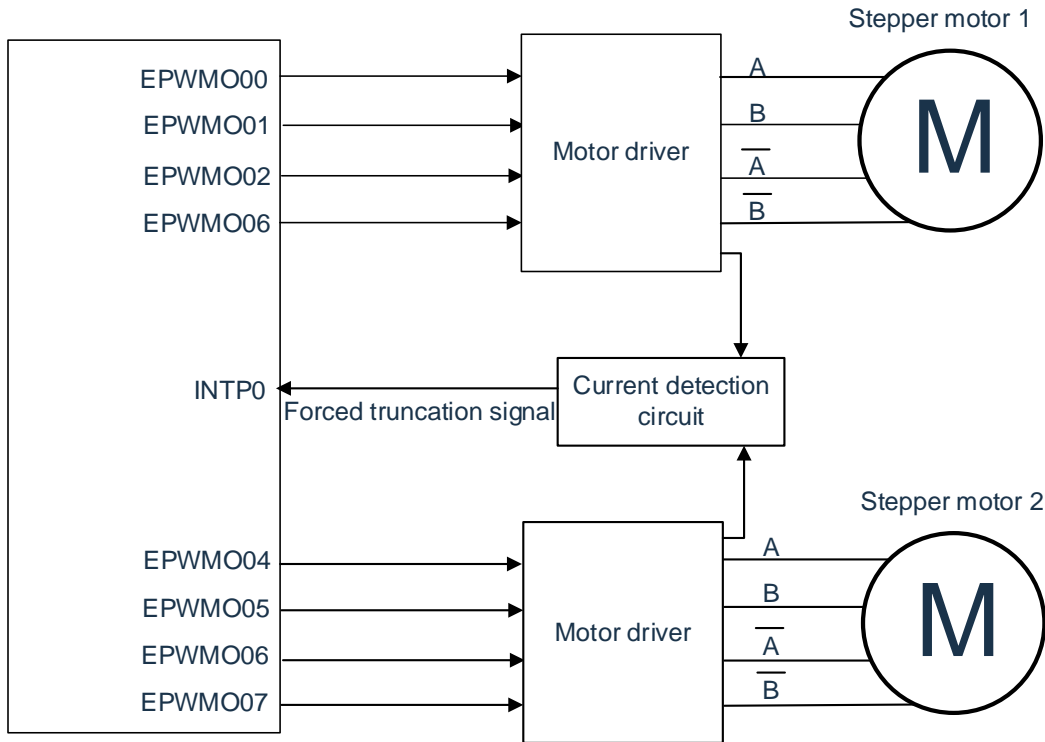 Stepper motor 1
EPWMO00
EPWMO01
EPWMO02
EPWMO06
Motor driver
A
B
A̅
B̅
M
INTP0
Forced truncation signal
Current detection
circuit
Stepper motor 2
EPWMO04
EPWMO05
EPWMO06
EPWMO07
Motor driver
A
B
A̅
B̅
M